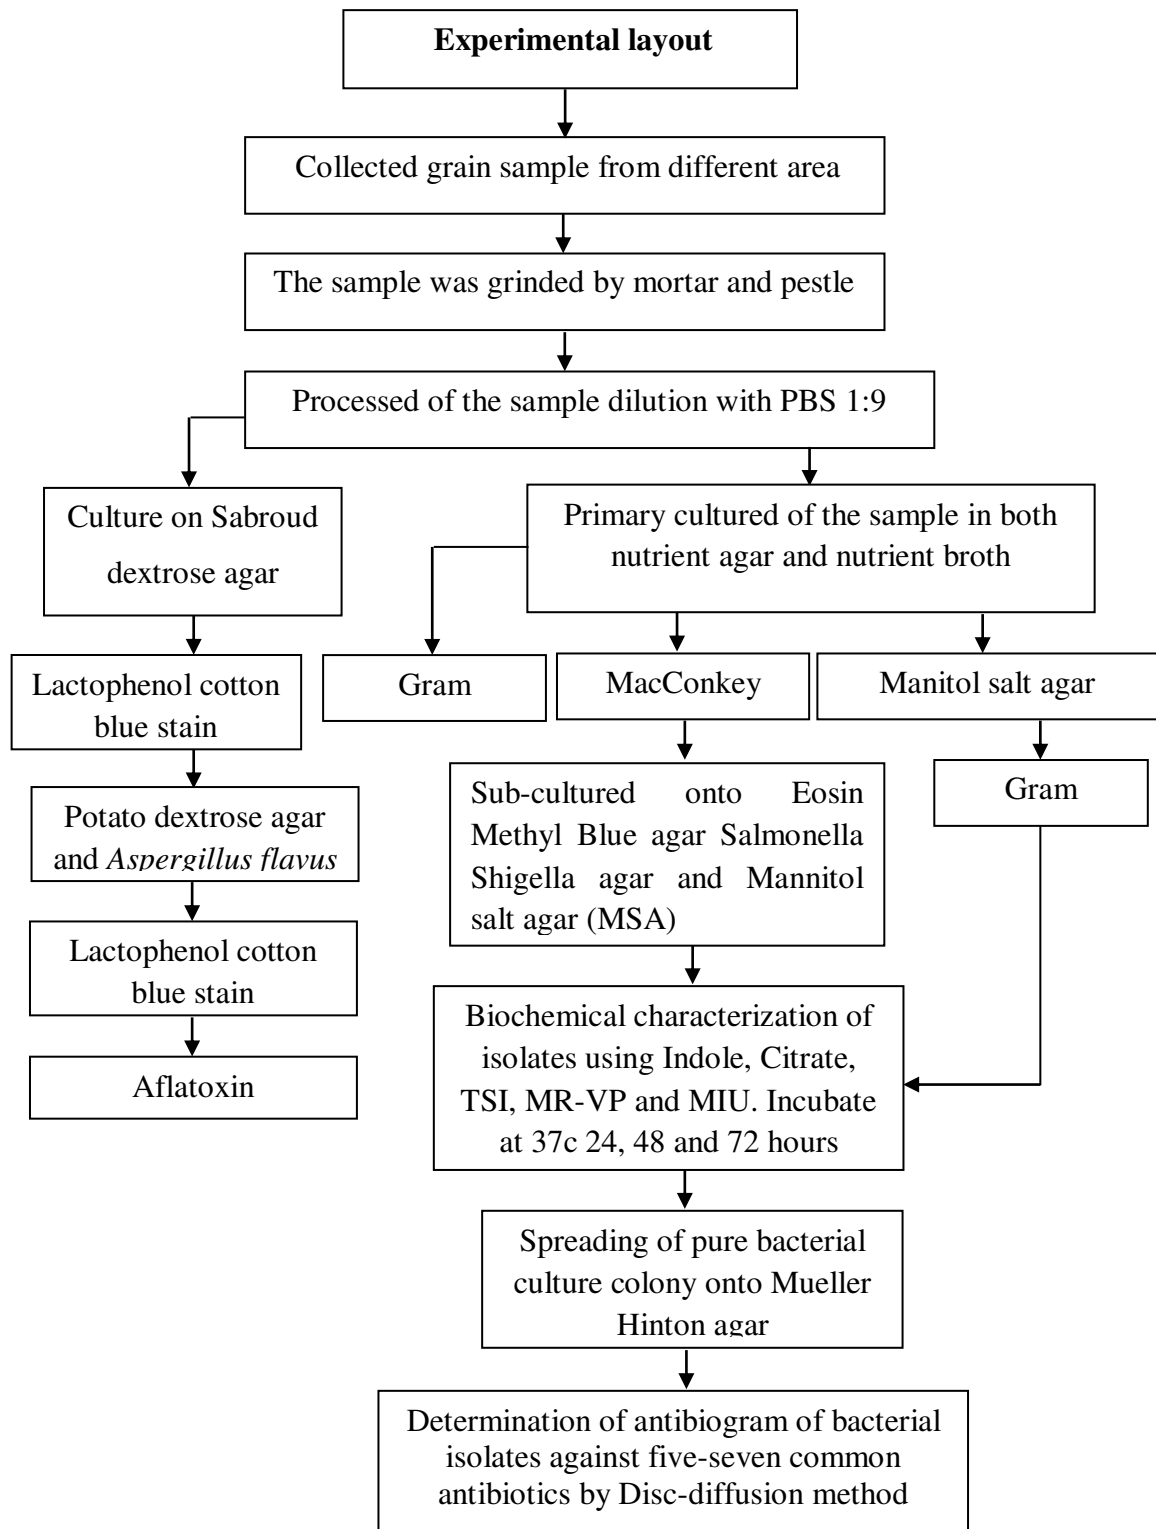 Experimental layout
Collected grain sample from different area
The sample was grinded by mortar and pestle
Processed of the sample dilution with PBS 1:9
Culture on Sabroud
dextrose agar
Primary cultured of the sample in both
nutrient agar and nutrient broth
Lactophenol cotton
blue stain
Gram
MacConkey
Manitol salt agar
Potato dextrose agar
and Aspergillus flavus
Sub-cultured onto Eosin
Methyl Blue agar Salmonella
Shigella agar and Mannitol
salt agar (MSA)
Gram
Lactophenol cotton
blue stain
Aflatoxin
Biochemical characterization of
isolates using Indole, Citrate,
TSI, MR-VP and MIU. Incubate
at 37c 24, 48 and 72 hours
Spreading of pure bacterial
culture colony onto Mueller
Hinton agar
Determination of antibiogram of bacterial
isolates against five-seven common
antibiotics by Disc-diffusion method